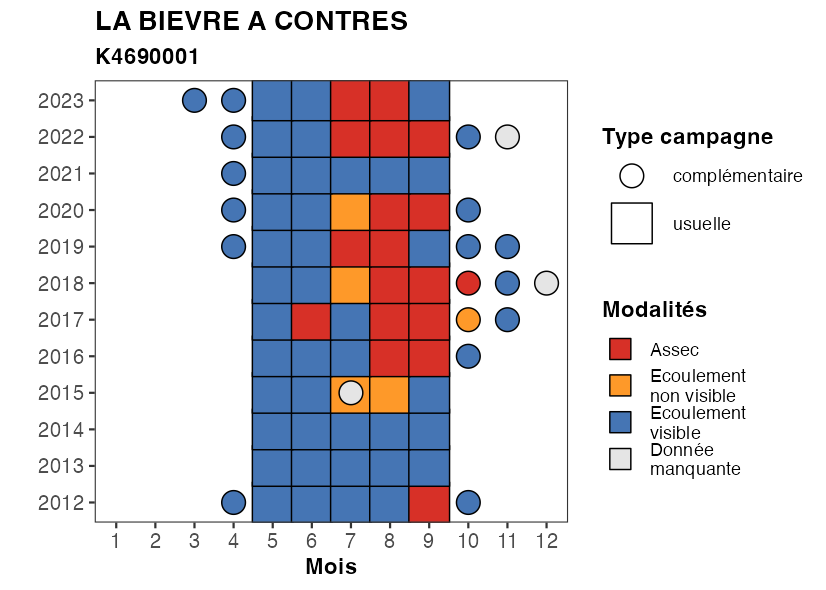 LA BIEVRE A CONTRES
K4690001
2023
2022
2021
2020
2019
2018
2017
2016
2015
2014
2013
2012
1 2 3 4 5 6 7 8 9 10 11 12
Mois
Type campagne
complémentaire
usuelle
Modalités
Assec
Ecoulement
non visible
Ecoulement
visible
Donnée
manquante